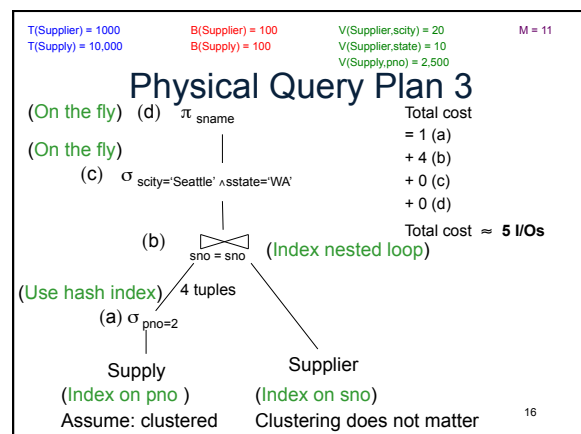 T(Supplier) = 1000 B(Supplier) = 100 V(Supplier,scity) = 20 M = 11
T(Supply) = 10,000 B(Supply) = 100 V(Supplier,state) = 10
V(Supply,pno) = 2,500
Physical Query Plan 3
(On the fly) (d) π sname
Total cost
= 1 (a)
+ 4 (b)
+ 0 (c)
+ 0 (d)
Total cost ≈ 5 I/Os
(On the fly)
(c) σ scity='Seattle' ∧sstate='WA'
(b)
sno = sno
(Index nested loop)
(Use hash index) 4 tuples
(a) σ pno=2
Supply Supplier
(Index on pno ) (Index on sno)
Assume: clustered Clustering does not matter
16